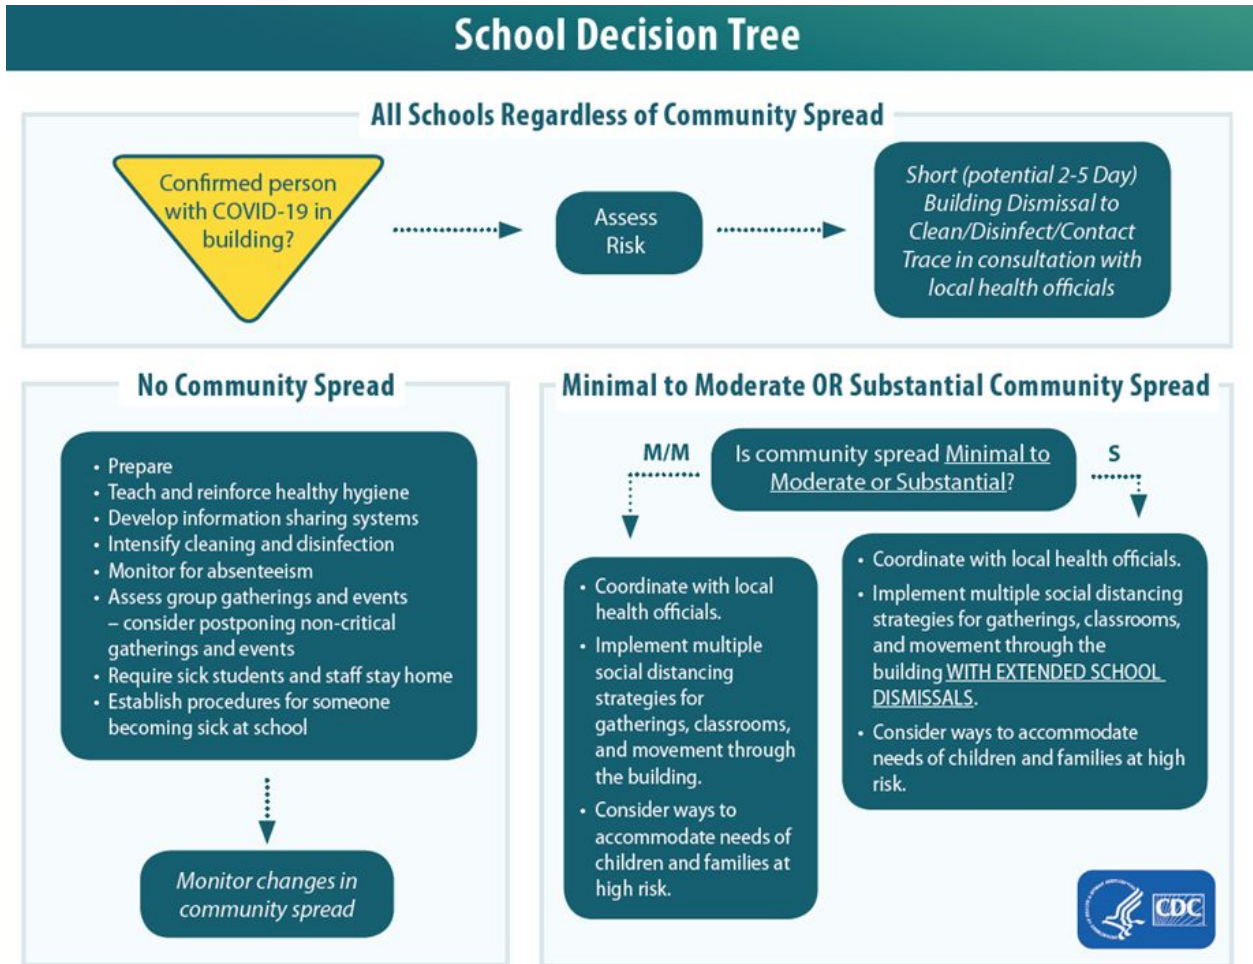 School Decision Tree
All Schools Regardless of Community Spread
Confirmed person
with COVID-19 in
building?
Assess
Risk
Short (potential 2-5 Day)
Building Dismissal to
Clean/Disinfect/Contact
Trace in consultation with
local health officials
No Community Spread
• Prepare
• Teach and reinforce healthy hygiene
• Develop information sharing systems
• Intensify cleaning and disinfection
• Monitor for absenteeism
• Assess group gatherings and events
– consider postponing non-critical
gatherings and events
• Require sick students and staff stay home
• Establish procedures for someone
becoming sick at school
Monitor changes in
community spread
Minimal to Moderate OR Substantial Community Spread
M/M
Is community spread Minimal to
Moderate or Substantial?
S
• Coordinate with local
health officials.
• Implement multiple
social distancing
strategies for
gatherings, classrooms,
and movement through
the building.
• Consider ways to
accommodate needs of
children and families at
high risk.
• Coordinate with local health officials.
• Implement multiple social distancing
strategies for gatherings, classrooms,
and movement through the
building WITH EXTENDED SCHOOL
DISMISSALS.
• Consider ways to accommodate
needs of children and families at high
risk.
CDC